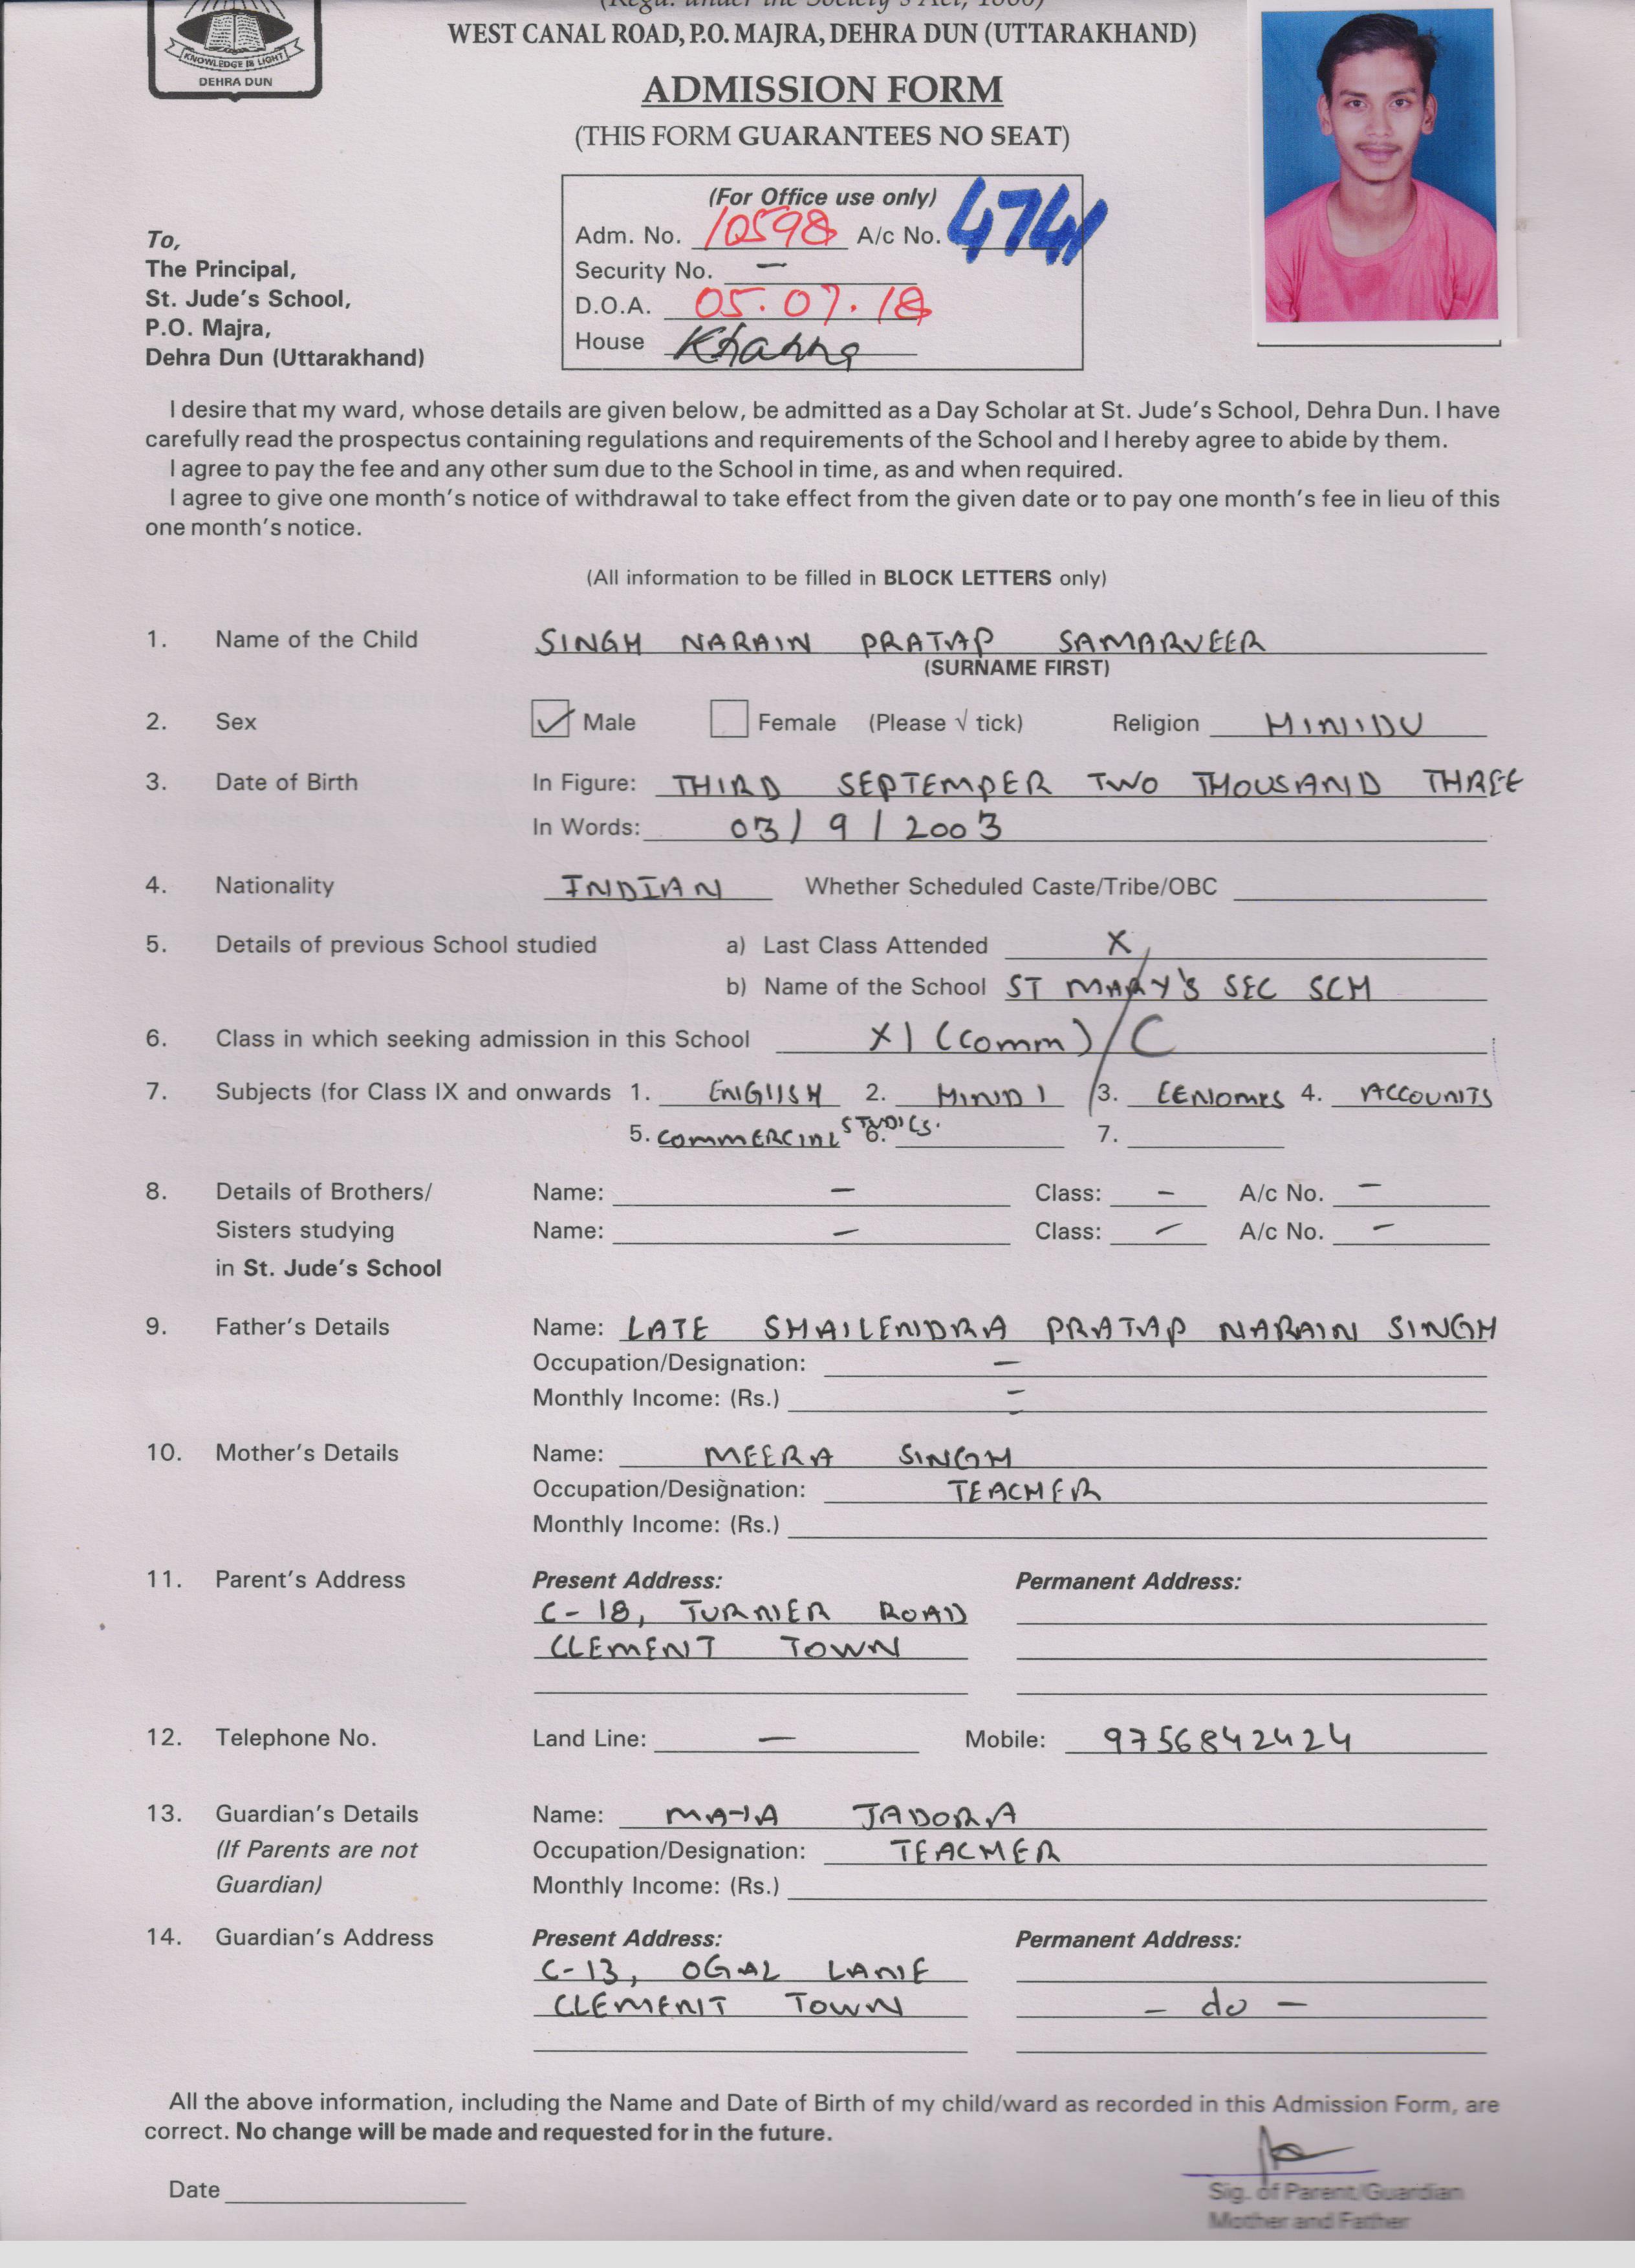 (Regd. under the Society's Act, 1860)
WEST CANAL ROAD, P.O. MAJRA, DEHRA DUN (UTTARAKHAND)
KNOWLEDGE IS LIGHT
DEHRA DUN
ADMISSION FORM
(THIS FORM GUARANTEES NO SEAT)
(For Office use only)
Adm. No. 10598 A/c No. 4741
Security No. –
D.O.A. 05.07.18
House
To,
The Principal,
St. Jude's School,
P.O. Majra,
Dehra Dun (Uttarakhand)
I desire that my ward, whose details are given below, be admitted as a Day Scholar at St. Jude's School, Dehra Dun. I have
carefully read the prospectus containing regulations and requirements of the School and I hereby agree to abide by them.
I agree to pay the fee and any other sum due to the School in time, as and when required.
I agree to give one month's notice of withdrawal to take effect from the given date or to pay one month's fee in lieu of this
one month's notice.
(All information to be filled in BLOCK LETTERS only)
1. Name of the Child SINGH NARAIN PRATAP SAMARVEER
(SURNAME FIRST)
2. Sex ✓ Male Female (Please √ tick) Religion HINDU
3. Date of Birth In Figure: THIRD SEPTEMPER TWO THOUSAND THREE
In Words: 03/9/2003
4. Nationality INDIAN Whether Scheduled Caste/Tribe/OBC
5. Details of previous School studied a) Last Class Attended X
b) Name of the School ST MARY'S SEC SCH
6. Class in which seeking admission in this School XI (Comm) / C
7. Subjects (for Class IX and onwards 1. ENGLISH 2. HINDI 3. 4. ACCOUNTS
5. COMMERCIAL STUDIES. 6. 7.
8. Details of Brothers/ Name: – Class: – A/c No. –
Sisters studying Name: – Class: – A/c No. –
in St. Jude's School
9. Father's Details Name: LATE SHAILENDRA PRATAP NARAIN SINGH
Occupation/Designation: –
Monthly Income: (Rs.) –
10. Mother's Details Name: MEERA SINGH
Occupation/Designation: TEACHER
Monthly Income: (Rs.)
11. Parent's Address Present Address: Permanent Address:
C-18, TURNER ROAD
CLEMENT TOWN
12. Telephone No. Land Line: – Mobile: 9756842424
13. Guardian's Details Name: JADORA
(If Parents are not Occupation/Designation: TEACHER
Guardian) Monthly Income: (Rs.)
14. Guardian's Address Present Address: Permanent Address:
C-13, OGAL LANE
CLEMENT TOWN – do –
All the above information, including the Name and Date of Birth of my child/ward as recorded in this Admission Form, are
correct. No change will be made and requested for in the future.
Date
Sig. of Parent/Guardian
Mother and Father